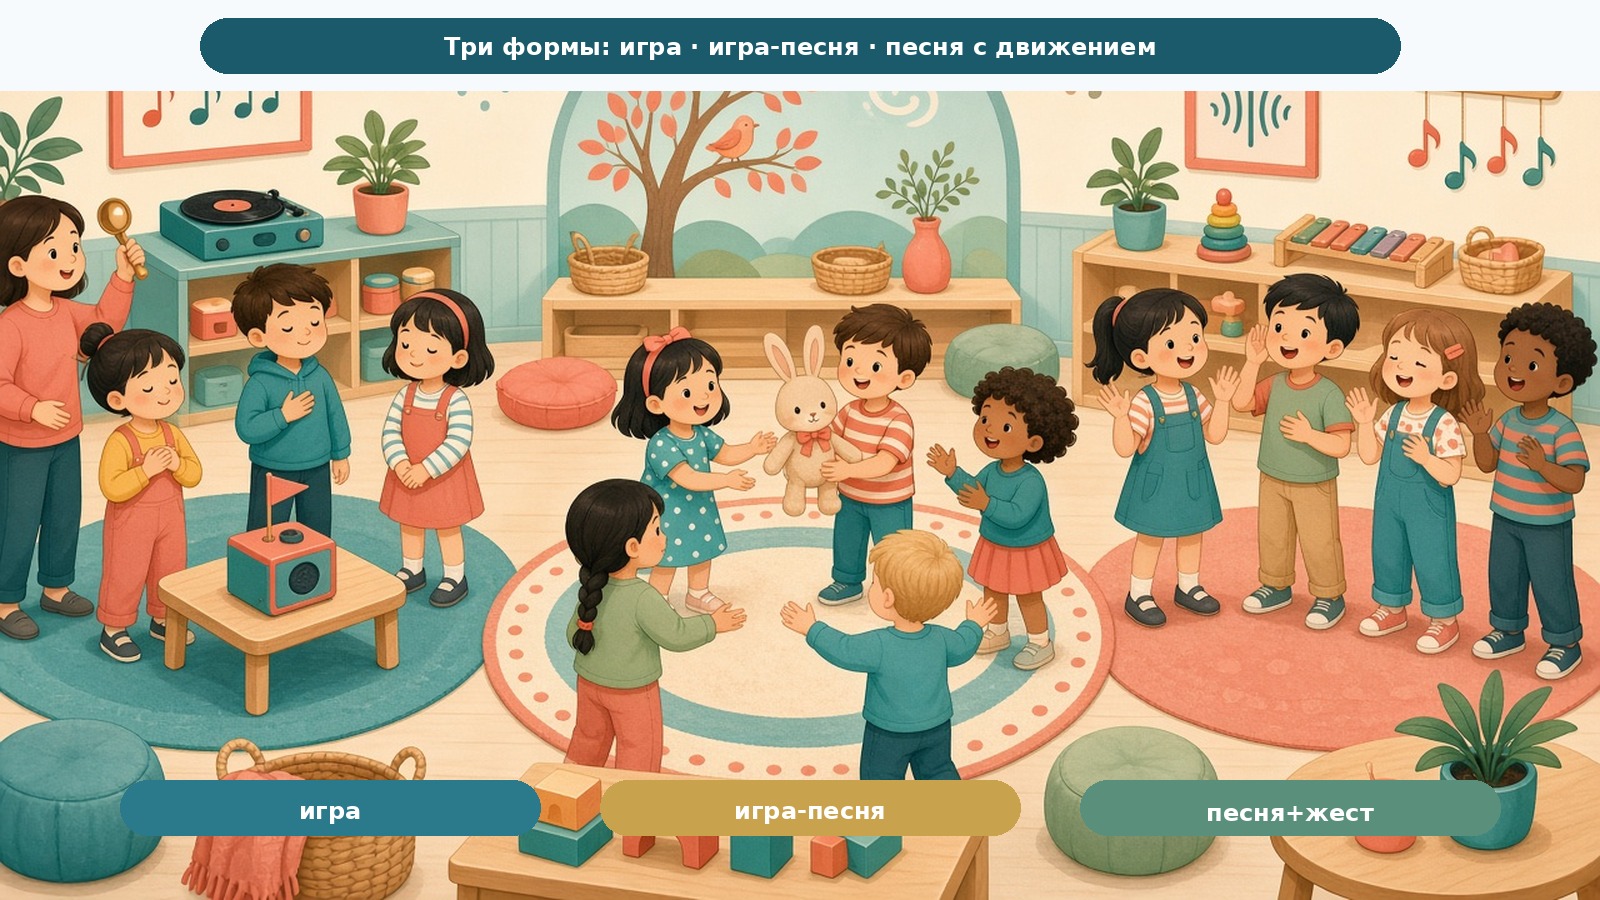 Три формы: игра · игра-песня · песня с движением
игра
игра-песня
песня+жест